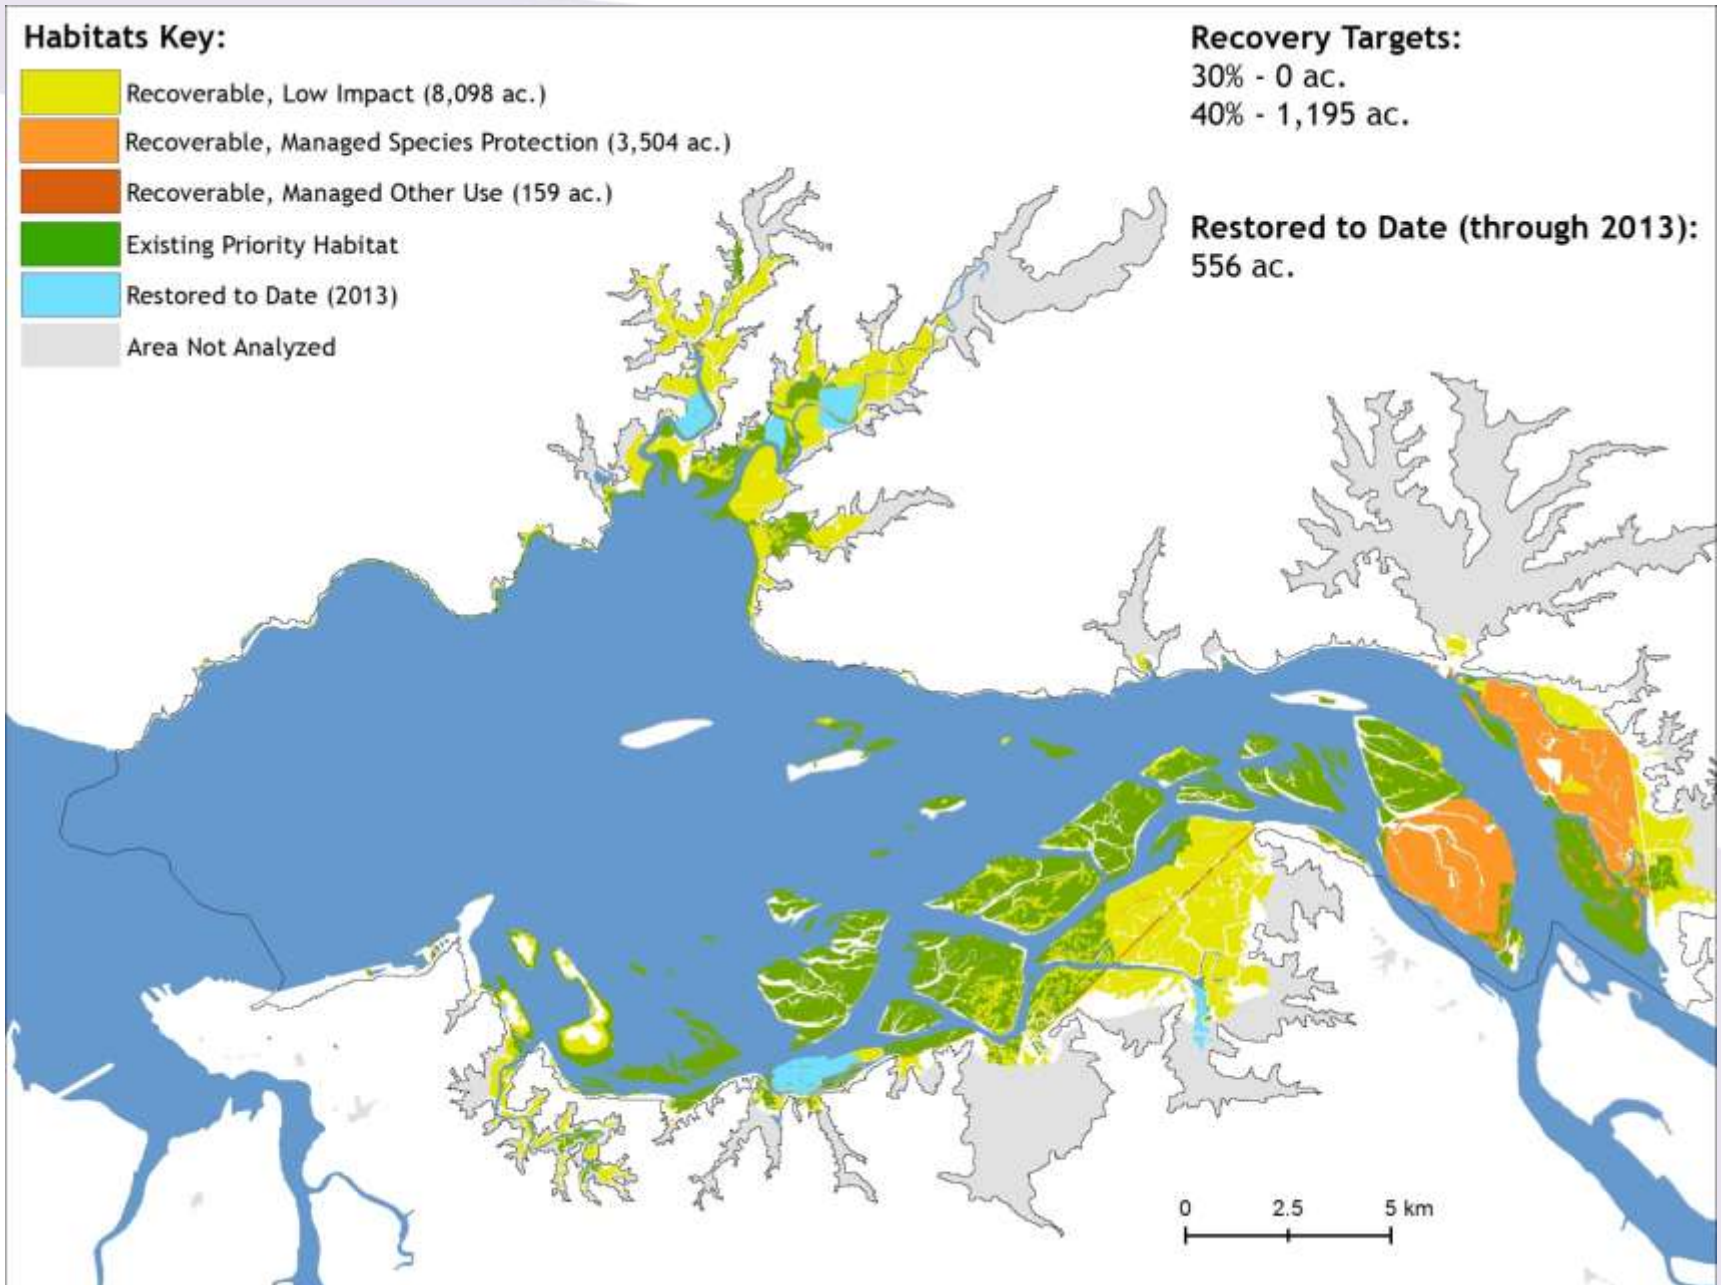 Habitats Key:
Recoverable, Low Impact (8,098 ac.)
Recoverable, Managed Species Protection (3,504 ac.)
Recoverable, Managed Other Use (159 ac.)
Existing Priority Habitat
Restored to Date (2013)
Area Not Analyzed
Recovery Targets:
30% - 0 ac.
40% - 1,195 ac.
Restored to Date (through 2013):
556 ac.
0 2.5 5 km